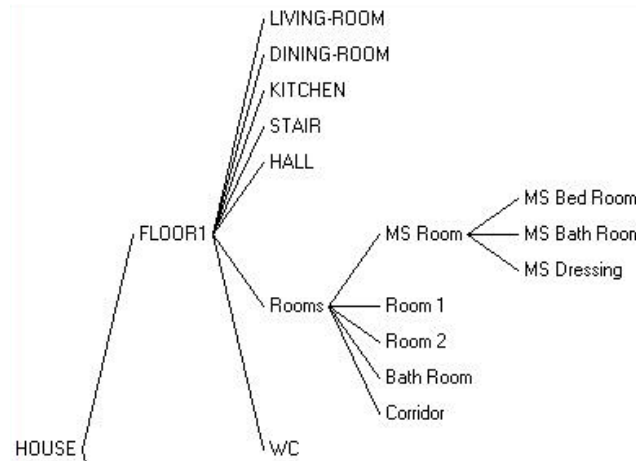 LIVING-ROOM
DINING-ROOM
KITCHEN
STAIR
HALL
MS Bed Room
FLOOR1
MS Room
MS Bath Room
MS Dressing
Rooms
Room 1
Room 2
Bath Room
Corridor
HOUSE
WC